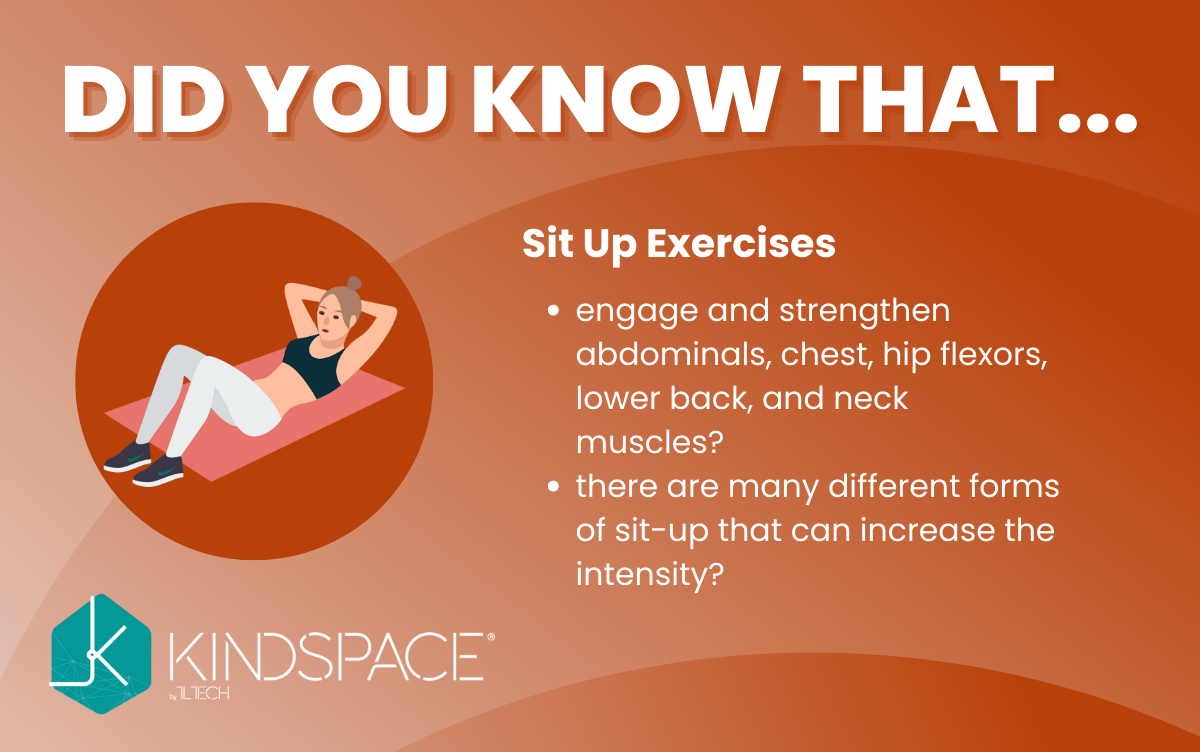 DID YOU KNOW THAT...
Sit Up Exercises
• engage and strengthen
abdominals, chest, hip flexors,
lower back, and neck
muscles?
• there are many different forms
of sit-up that can increase the
intensity?
KINDSPACE®
by 1L1TECH